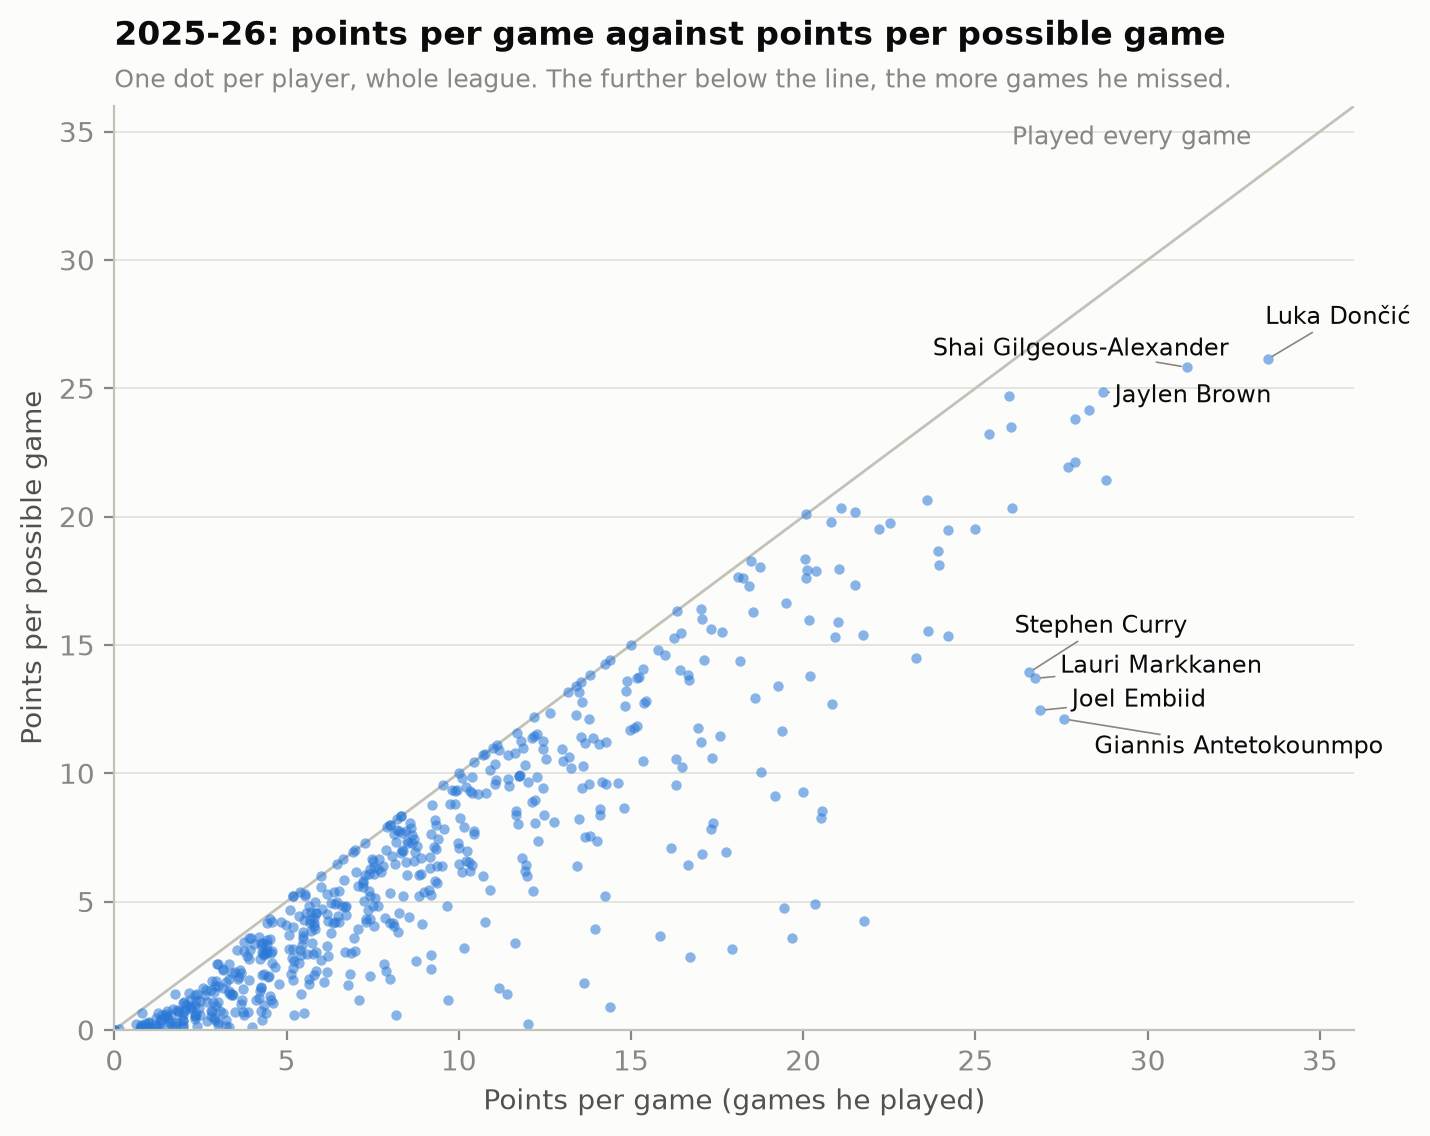 2025-26: points per game against points per possible game
One dot per player, whole league. The further below the line, the more games he missed.
Played every game
Luka Dončić
Shai Gilgeous-Alexander
Jaylen Brown
Stephen Curry
Lauri Markkanen
Joel Embiid
Giannis Antetokounmpo
Points per possible game
35
30
25
20
15
10
5
0
0 5 10 15 20 25 30 35
Points per game (games he played)